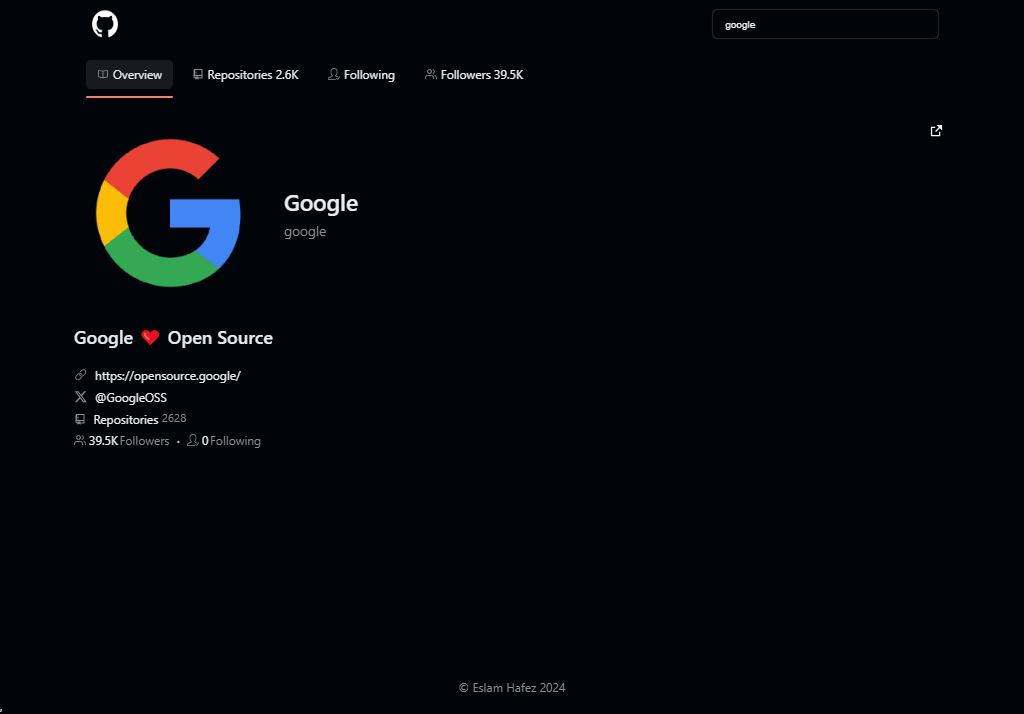 google
Overview Repositories 2.6K Following Followers 39.5K
Google
google
Google ❤ Open Source
https://opensource.google/
@GoogleOSS
Repositories 2628
39.5K Followers · 0 Following
© Eslam Hafez 2024